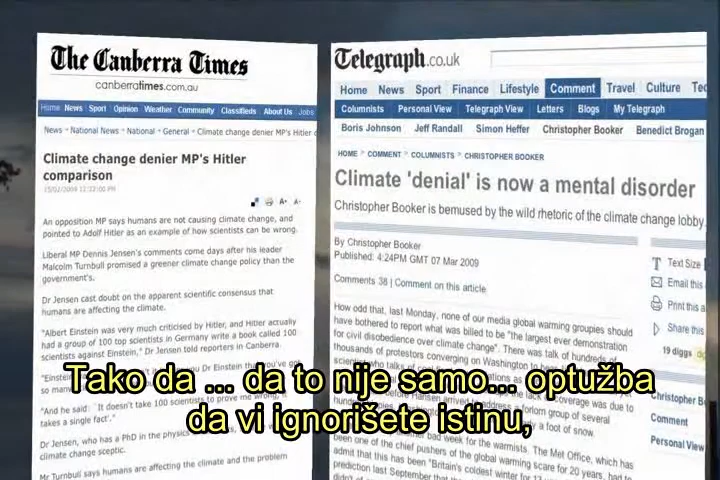 The Canberra Times
canberratimes.com.au
Home News Sport Opinion Weather Community Classifieds About Us Jobs
News National News National General Climate change denier MP's Hitler
Climate change denier MP's Hitler
comparison
An opposition MP says humans are not causing climate change, and
pointed to Adolf Hitler as an example of how scientists can be wrong.
Liberal MP Dennis Jensen's comments come days after his leader
Malcolm Turnbull promised a greener climate change policy than the
government's.
Dr Jensen cast doubt on the apparent scientific consensus that
humans are affecting the climate.
"Albert Einstein was very much criticised by Hitler, and Hitler actually
had a group of 100 top scientists in Germany write a book called 100
scientists against Einstein," Dr Jensen told reporters in Canberra.
"And he said: 'It doesn't take 100 scientists to prove me wrong, it
takes a single fact'."
Dr Jensen, who has a PhD in the physics
climate change sceptic.
Mr Turnbull says humans are affecting the climate and the problem
Telegraph.co.uk
Home News Sport Finance Lifestyle Comment Travel Culture Tec
Columnists Personal View Telegraph View Letters Blogs My Telegraph
Boris Johnson Jeff Randall Simon Heffer Christopher Booker Benedict Brogan
HOME > COMMENT > COLUMNISTS > CHRISTOPHER BOOKER
Climate 'denial' is now a mental disorder
Christopher Booker is bemused by the wild rhetoric of the climate change lobby.
By Christopher Booker
Published: 4:24PM GMT 07 Mar 2009
Comments 38 | Comment on this article
How odd that, last Monday, none of our media global warming groupies should
have bothered to report what was billed to be "the largest ever demonstration
for civil disobedience over climate change". There was talk of hundreds of
thousands of protestors converging on Washington to hear
bad week for the warmists. The Met Office, which has
been one of the chief pushers of the global warming scare for 20 years, had to
admit that this has been "Britain's coldest winter for
prediction last September that
Text Size
Email this
Print this a
Share this
19 diggs
Christopher B
Comment
Personal View
Tako da ... da to nije samo... optužba
da vi ignorišete istinu,